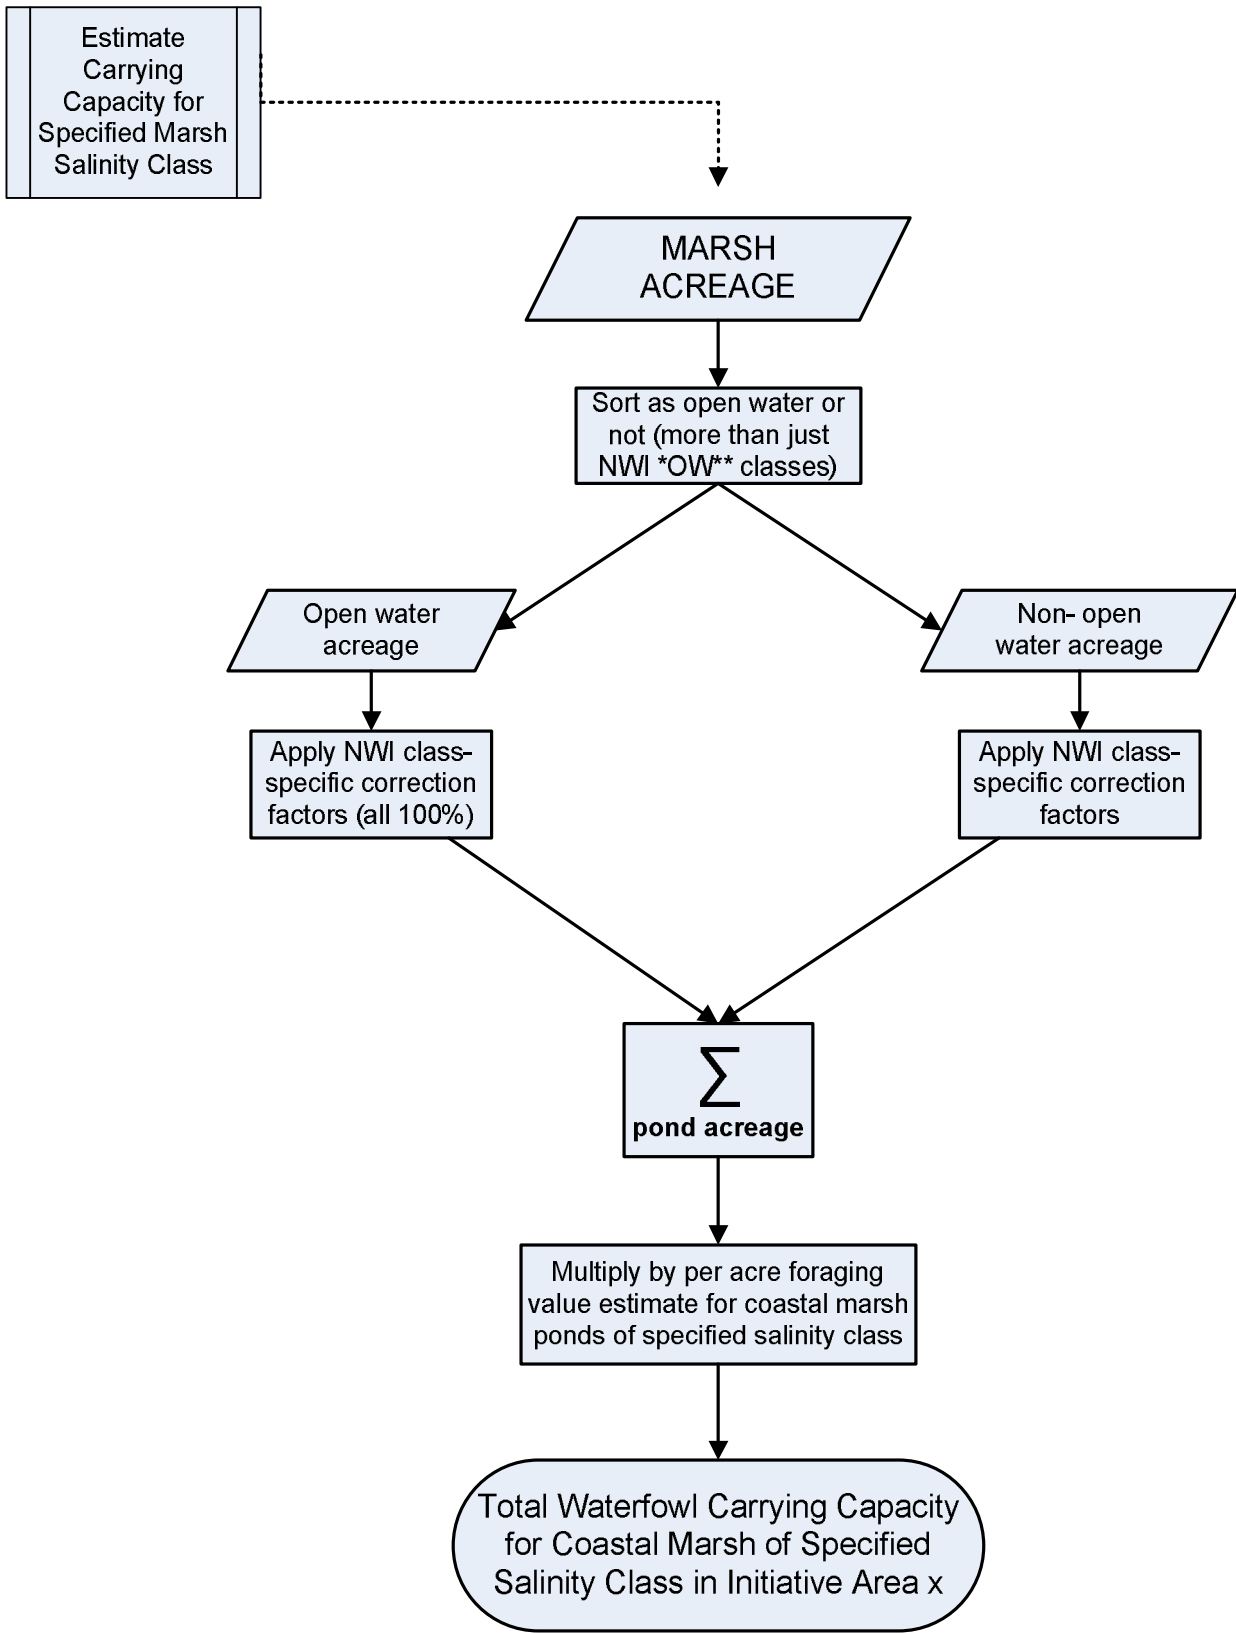 Estimate
Carrying
Capacity for
Specified Marsh
Salinity Class
MARSH
ACREAGE
Sort as open water or
not (more than just
NWI *OW** classes)
Open water
acreage
Non- open
water acreage
Apply NWI class-
specific correction
factors (all 100%)
Apply NWI class-
specific correction
factors
∑
pond acreage
Multiply by per acre foraging
value estimate for coastal marsh
ponds of specified salinity class
Total Waterfowl Carrying Capacity
for Coastal Marsh of Specified
Salinity Class in Initiative Area x